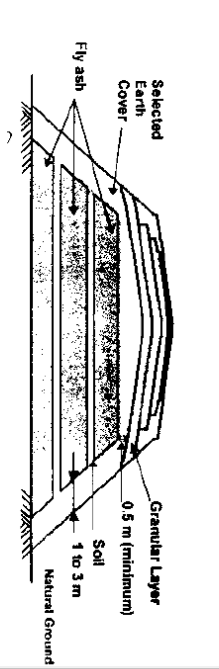 Selected
Earth
Cover
Fly ash
Granular Layer
0.5 m (minimum)
Soil
1 to 3 m
Natural Ground